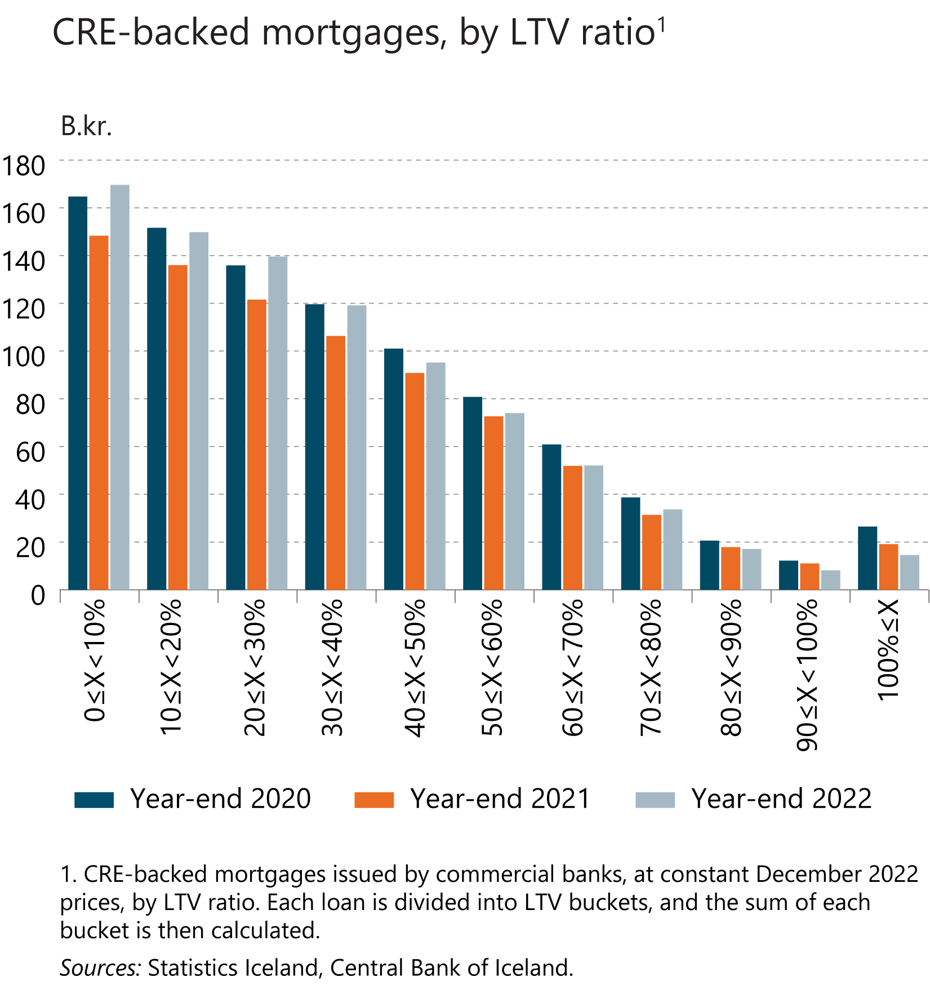 CRE-backed mortgages, by LTV ratio¹
B.kr.
180
160
140
120
100
80
60
40
20
0
0≤X<10%
10≤X<20%
20≤X<30%
30≤X<40%
40≤X<50%
50≤X<60%
60≤X<70%
70≤X<80%
80≤X<90%
90≤X<100%
100%≤X
Year-end 2020
Year-end 2021
Year-end 2022
1. CRE-backed mortgages issued by commercial banks, at constant December 2022
prices, by LTV ratio. Each loan is divided into LTV buckets, and the sum of each
bucket is then calculated.
Sources: Statistics Iceland, Central Bank of Iceland.